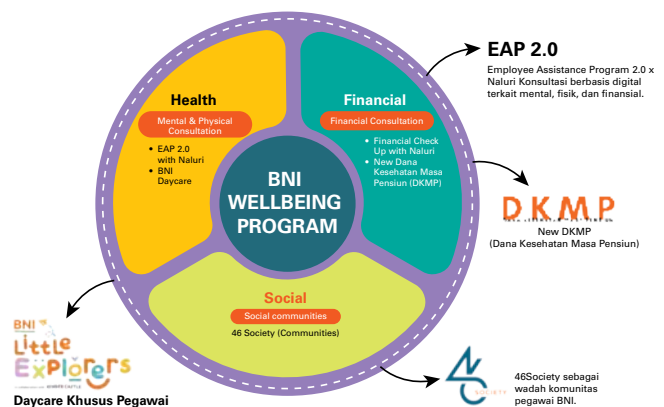 EAP 2.0
Employee Assistance Program 2.0 x
Naluri Konsultasi berbasis digital
terkait mental, fisik, dan finansial.
Health
Mental & Physical
Consultation
• EAP 2.0
with Naluri
• BNI
Daycare
Financial
Financial Consultation
• Financial Check
Up with Naluri
• New Dana
Kesehatan Masa
Pensiun (DKMP)
BNI
WELLBEING
PROGRAM
DKMP
New DKMP
(Dana Kesehatan Masa Pensiun)
Social
Social communities
46 Society (Communities)
BNI
Little
Explorers
Daycare Khusus Pegawai
SOCIETY
46Society sebagai
wadah komunitas
pegawai BNI.